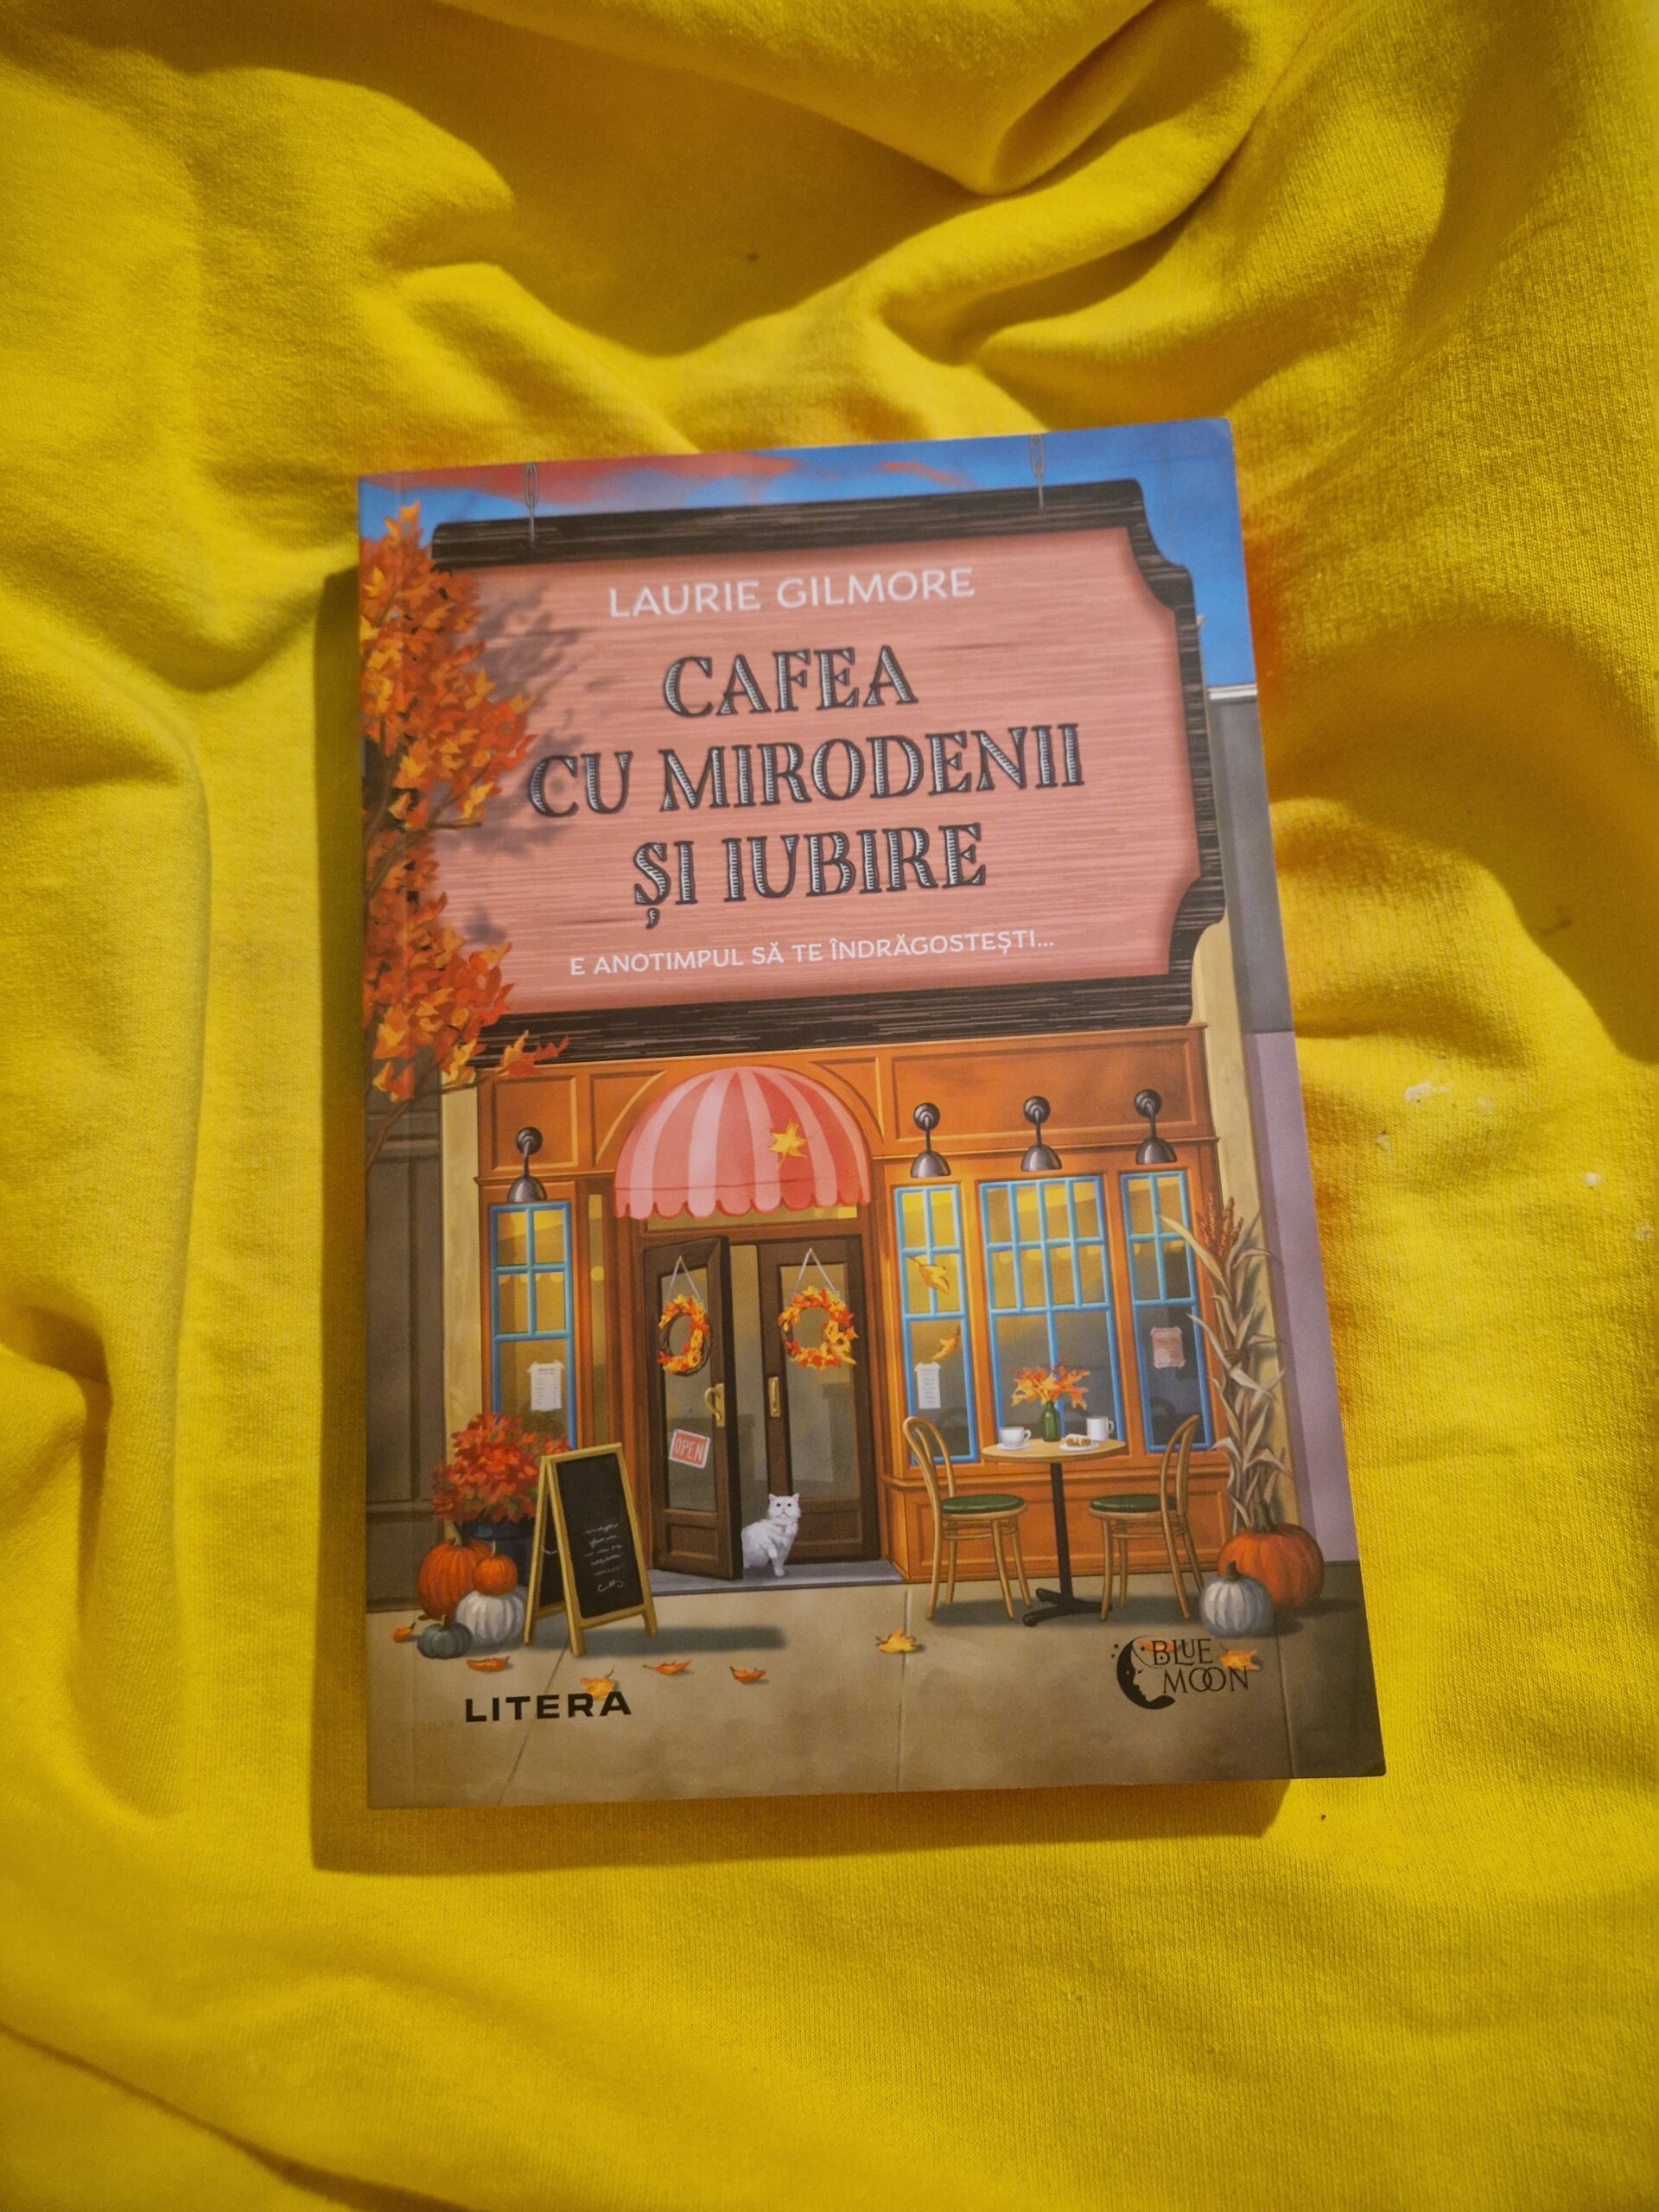 LAURIE GILMORE
CAFEA
CU MIRODENII
ȘI IUBIRE
E ANOTIMPUL SĂ TE ÎNDRĂGOSTEȘTI...
OPEN
LITERA
BLUE
MOON